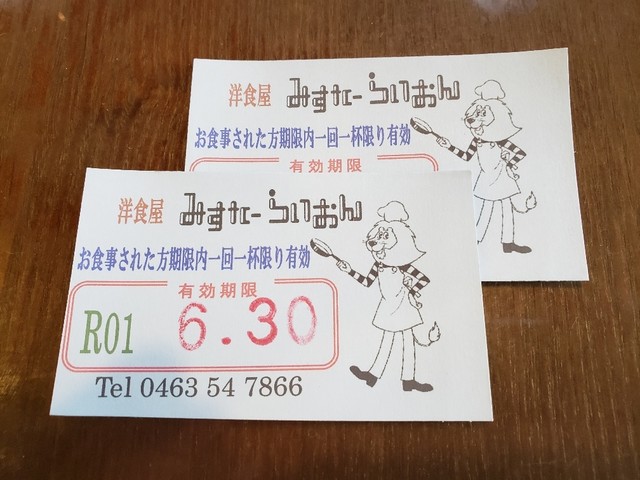 洋食屋 みすたーらいおん
お食事された方期限内一回一杯限り有効
有効期限
洋食屋 みすたーらいおん
お食事された方期限内一回一杯限り有効
有効期限
R01 6.30
Tel 0463 54 7866